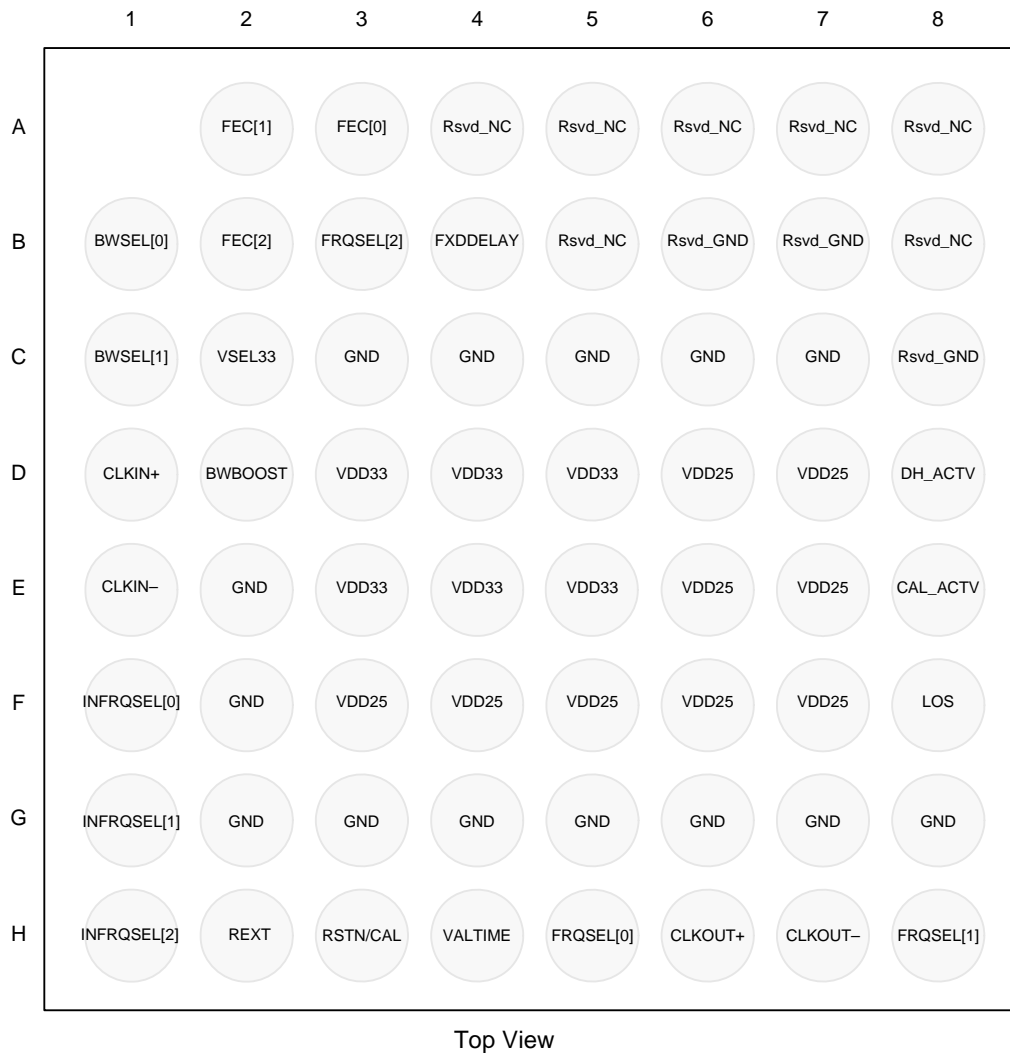 1 2 3 4 5 6 7 8
A FEC[1] FEC[0] Rsvd_NC Rsvd_NC Rsvd_NC Rsvd_NC Rsvd_NC
B BWSEL[0] FEC[2] FRQSEL[2] FXDDELAY Rsvd_NC Rsvd_GND Rsvd_GND Rsvd_NC
C BWSEL[1] VSEL33 GND GND GND GND GND Rsvd_GND
D CLKIN+ BWBOOST VDD33 VDD33 VDD33 VDD25 VDD25 DH_ACTV
E CLKIN– GND VDD33 VDD33 VDD33 VDD25 VDD25 CAL_ACTV
F INFRQSEL[0] GND VDD25 VDD25 VDD25 VDD25 VDD25 LOS
G INFRQSEL[1] GND GND GND GND GND GND GND
H INFRQSEL[2] REXT RSTN/CAL VALTIME FRQSEL[0] CLKOUT+ CLKOUT– FRQSEL[1]
Top View